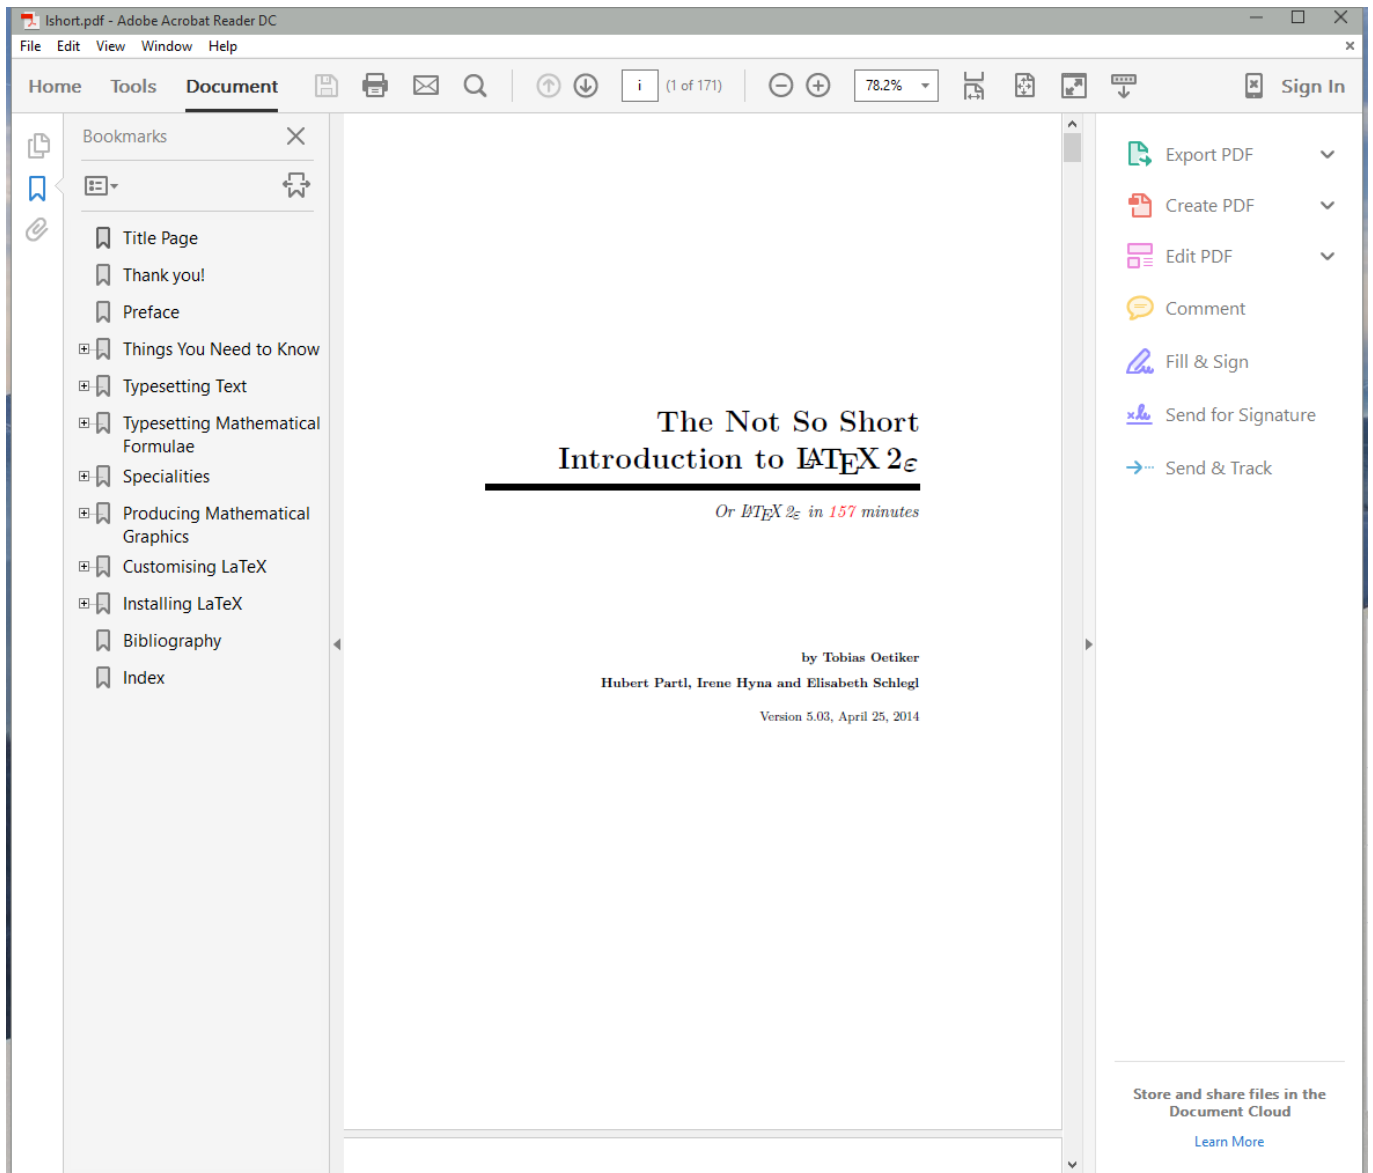 lshort.pdf - Adobe Acrobat Reader DC
File Edit View Window Help
Home Tools Document i (1 of 171) 78.2% Sign In
Bookmarks
Title Page
Thank you!
Preface
Things You Need to Know
Typesetting Text
Typesetting Mathematical
Formulae
Specialities
Producing Mathematical
Graphics
Customising LaTeX
Installing LaTeX
Bibliography
Index
The Not So Short
Introduction to LATEX 2ε
Or LATEX 2ε in 157 minutes
by Tobias Oetiker
Hubert Partl, Irene Hyna and Elisabeth Schlegl
Version 5.03, April 25, 2014
Export PDF
Create PDF
Edit PDF
Comment
Fill & Sign
Send for Signature
Send & Track
Store and share files in the
Document Cloud
Learn More